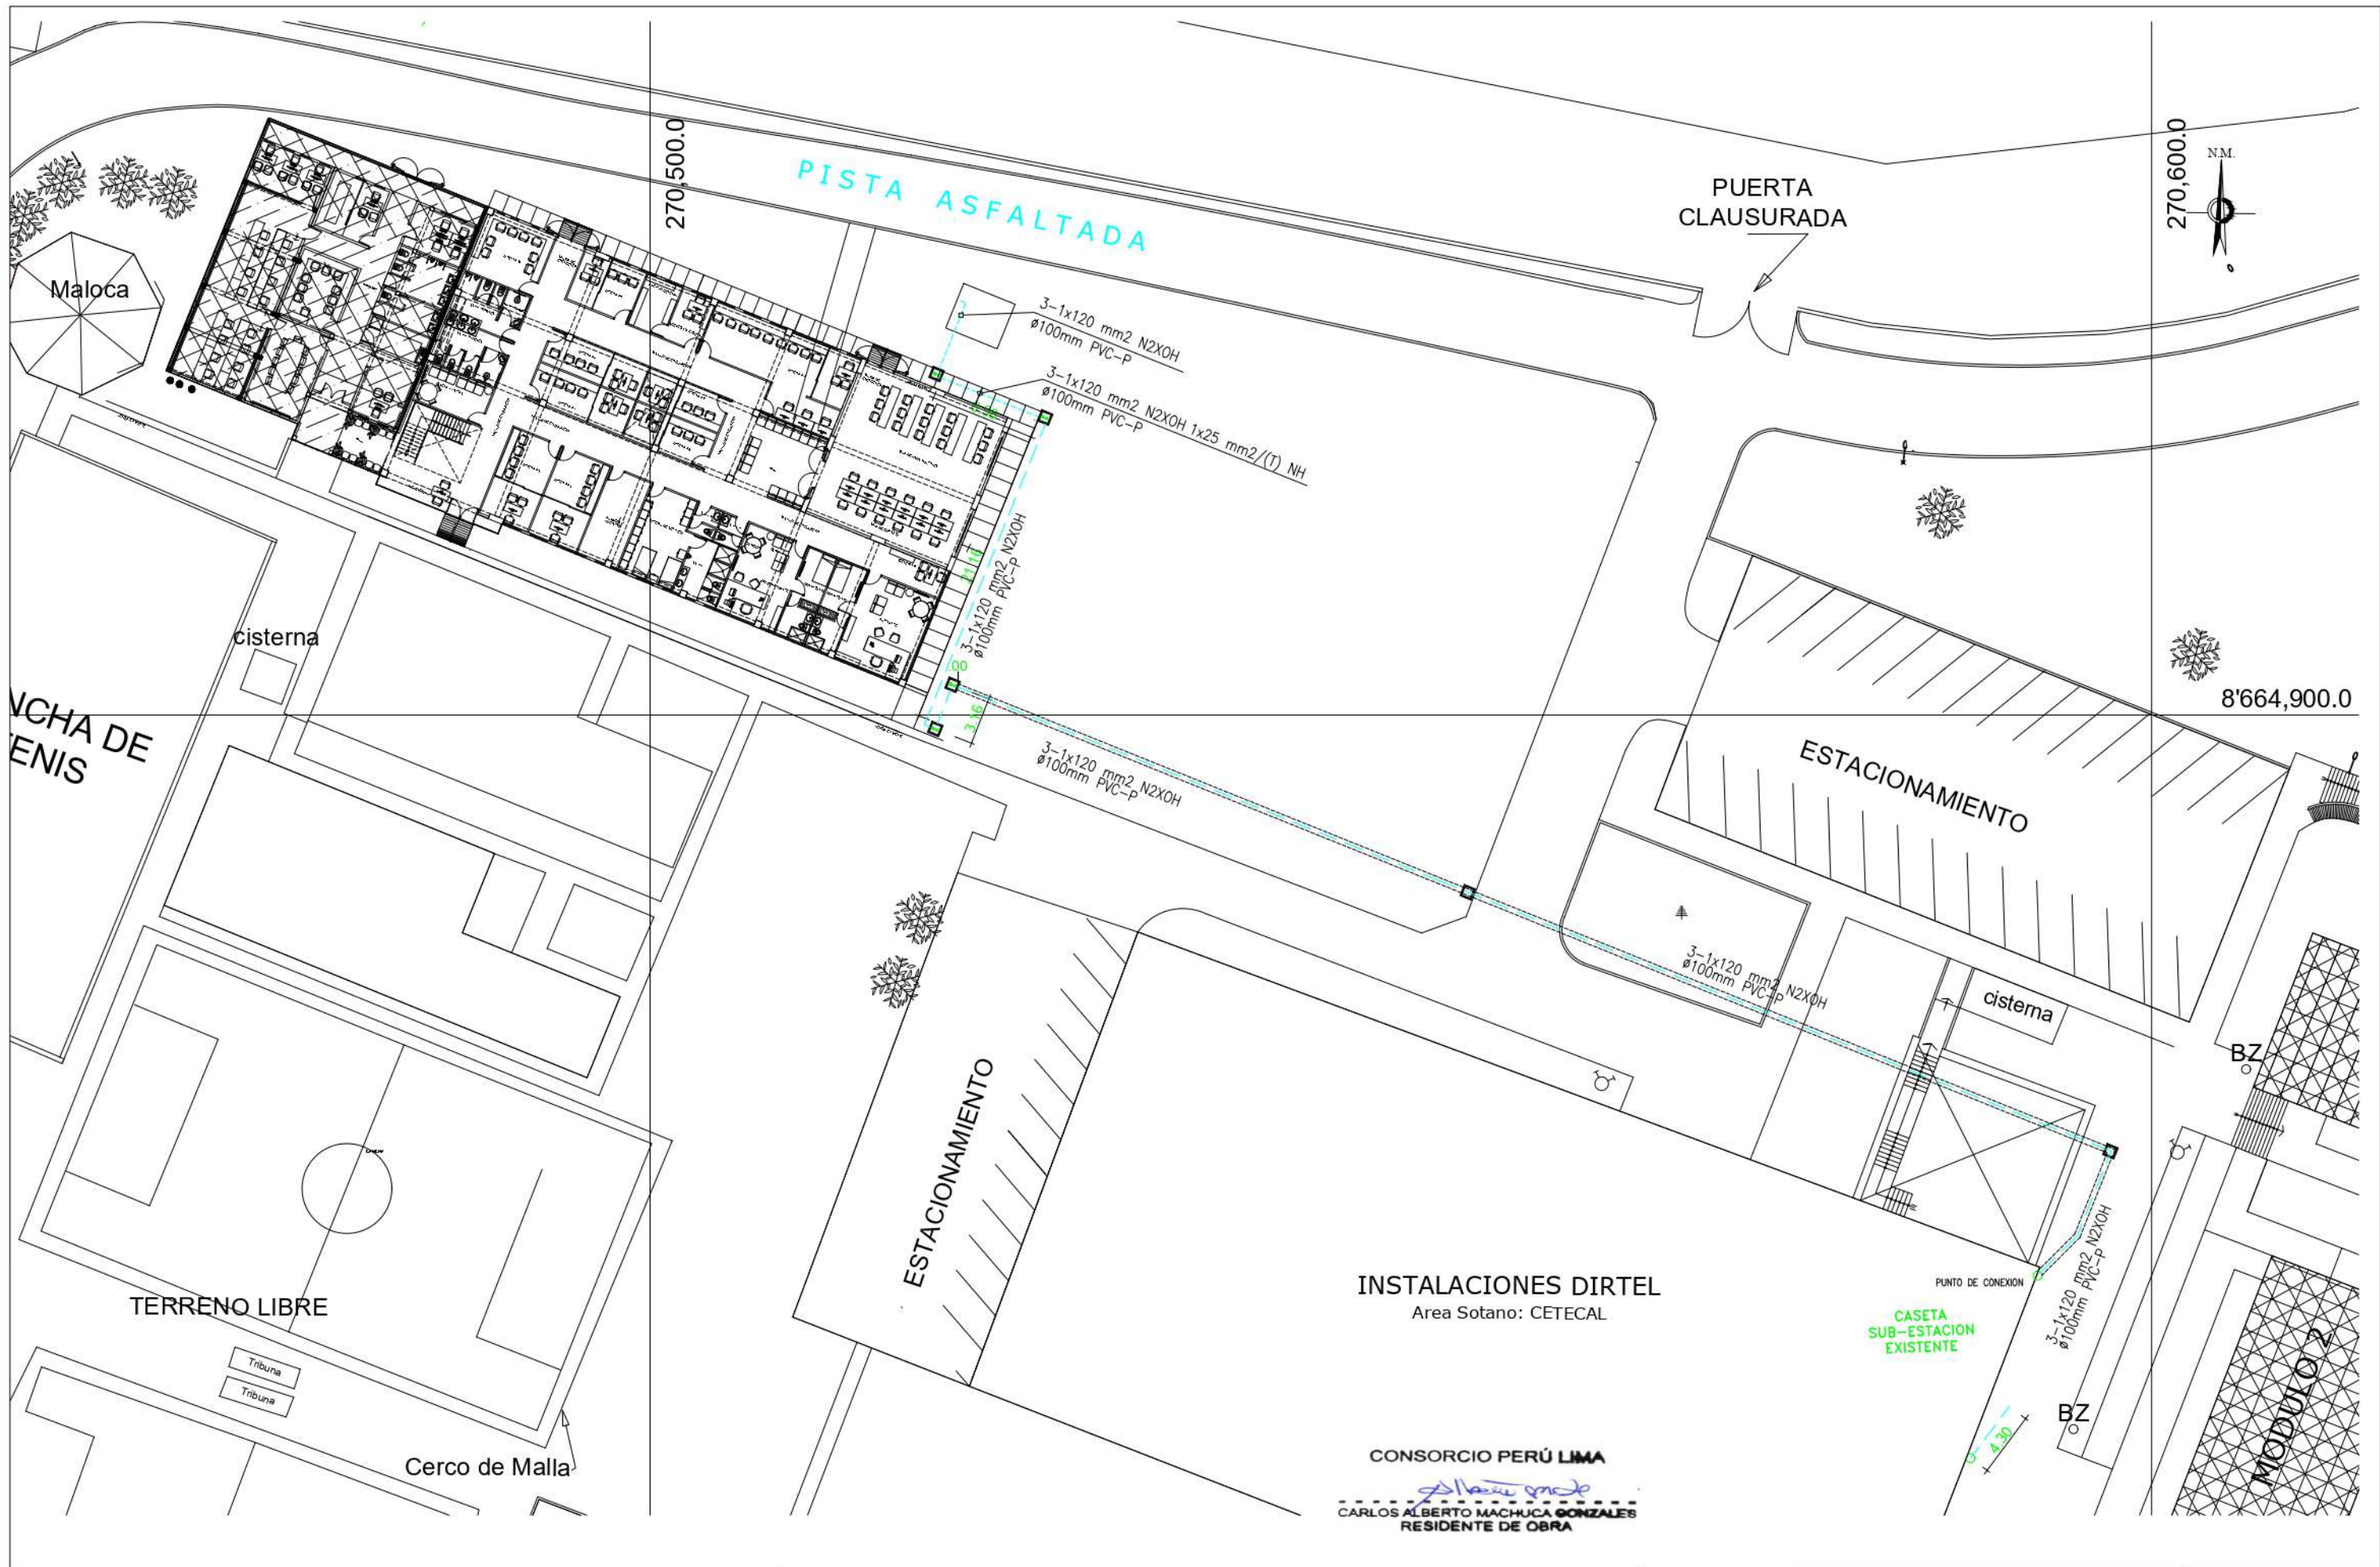 270,500.0
270,600.0
N.M.
PISTA ASFALTADA
PUERTA
CLAUSURADA
Maloca
3-1x120 mm2 N2XOH
ø100mm PVC-P
3-1x120 mm2 N2XOH 1x25 mm2/(T) NH
ø100mm PVC-P
3-1x120 mm2 N2XOH
ø100mm PVC-P
21.16
.00
3.16
cisterna
NCHA DE
ENIS
8'664,900.0
ESTACIONAMIENTO
3-1x120 mm2 N2XOH
ø100mm PVC-P
3-1x120 mm2 N2XOH
ø100mm PVC-P
cisterna
BZ
ESTACIONAMIENTO
3-1x120 mm2 N2XOH
ø100mm PVC-P
INSTALACIONES DIRTEL
Area Sotano: CETECAL
PUNTO DE CONEXION
CASETA
SUB-ESTACION
EXISTENTE
TERRENO LIBRE
Tribuna
Tribuna
Cerco de Malla
BZ
4.30
MODULO 2
CONSORCIO PERÚ LIMA
CARLOS ALBERTO MACHUCA GONZALES
RESIDENTE DE OBRA